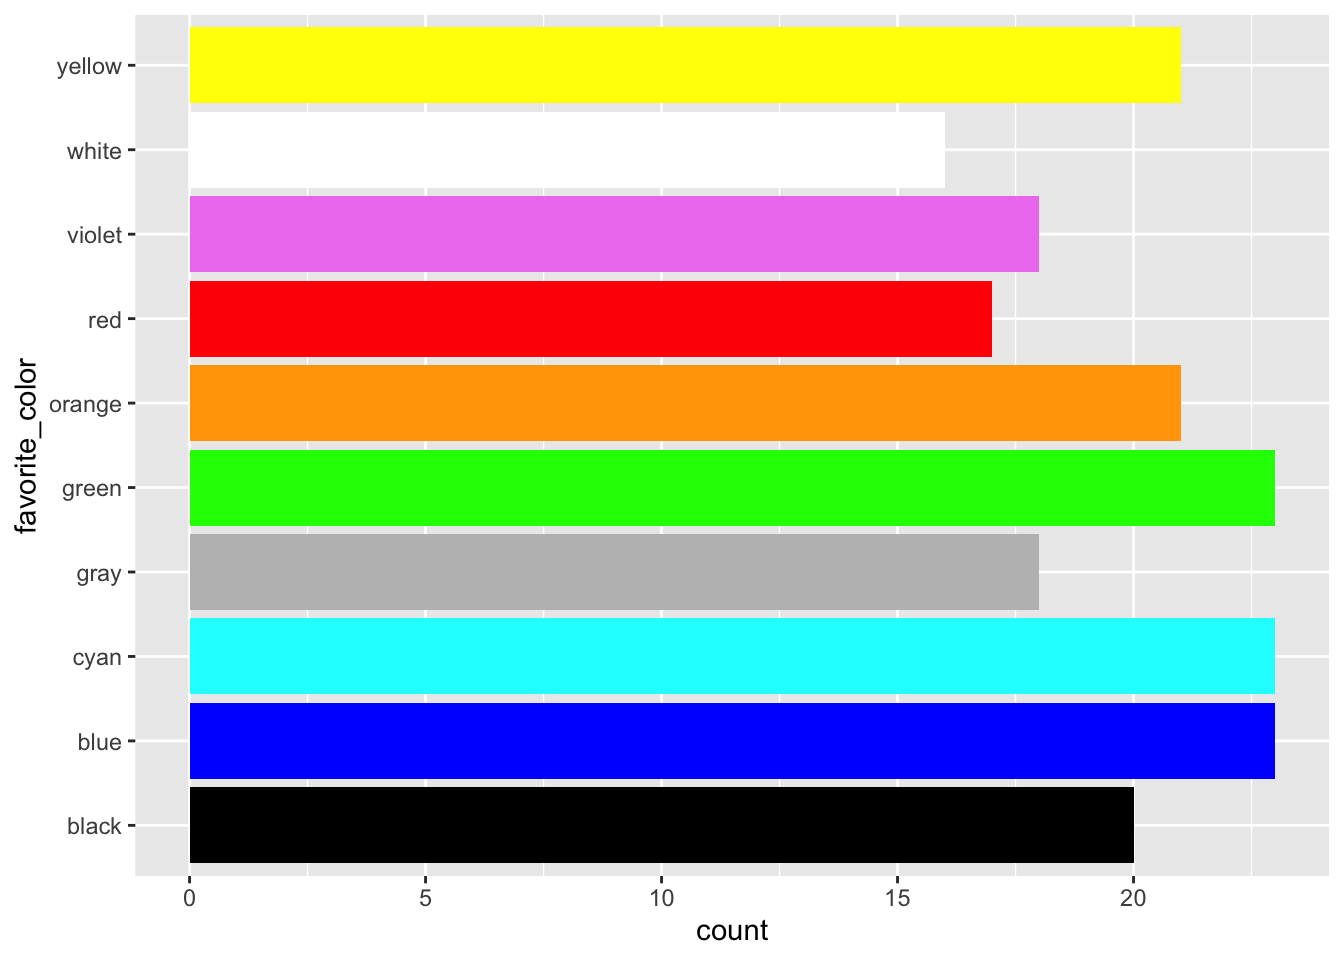 yellow
white
violet
red
orange
green
gray
cyan
blue
black
favorite_color
0 5 10 15 20
count